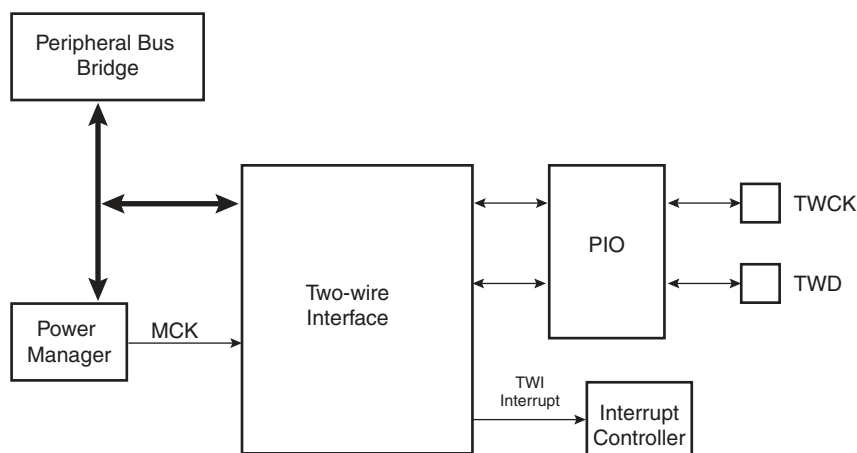 Peripheral Bus
Bridge
TWCK
PIO
TWD
Two-wire
Interface
Power
Manager
MCK
TWI
Interrupt
Interrupt
Controller